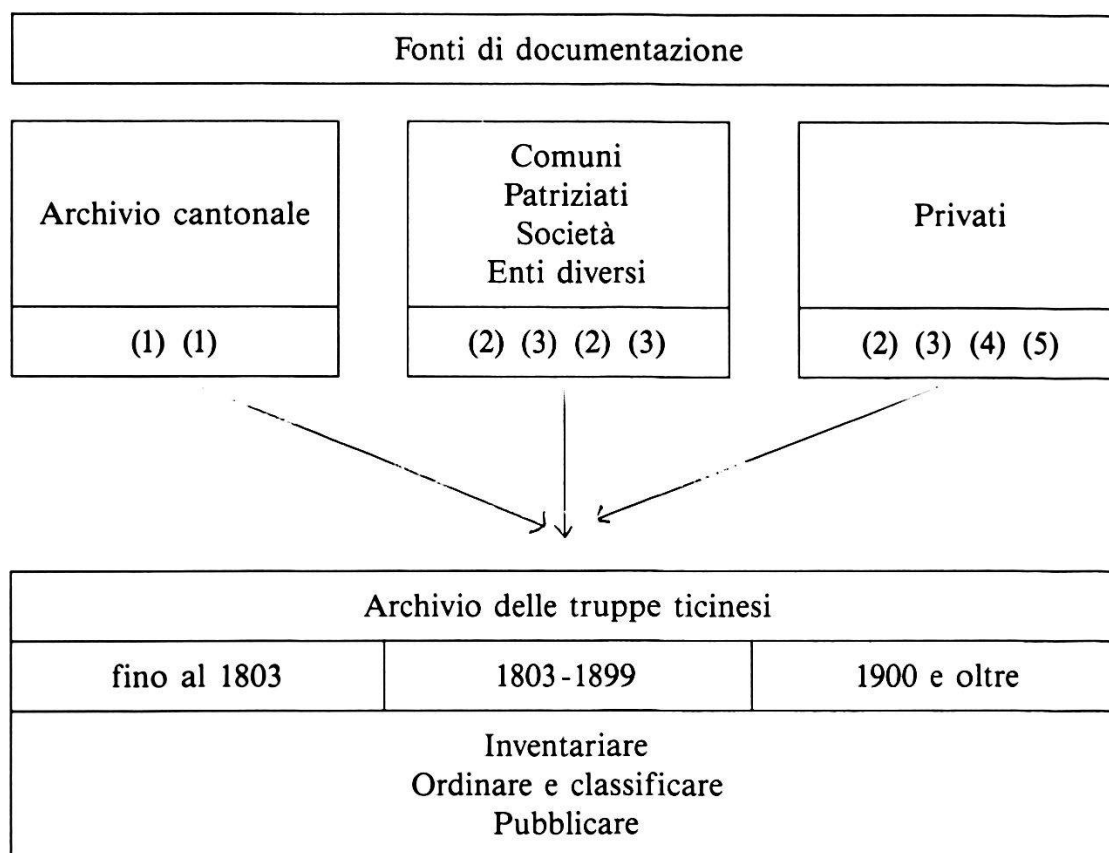 Fonti di documentazione
Archivio cantonale
(1) (1)
Comuni
Patriziati
Società
Enti diversi
(2) (3) (2) (3)
Privati
(2) (3) (4) (5)
Archivio delle truppe ticinesi
fino al 1803
1803-1899
1900 e oltre
Inventariare
Ordinare e classificare
Pubblicare